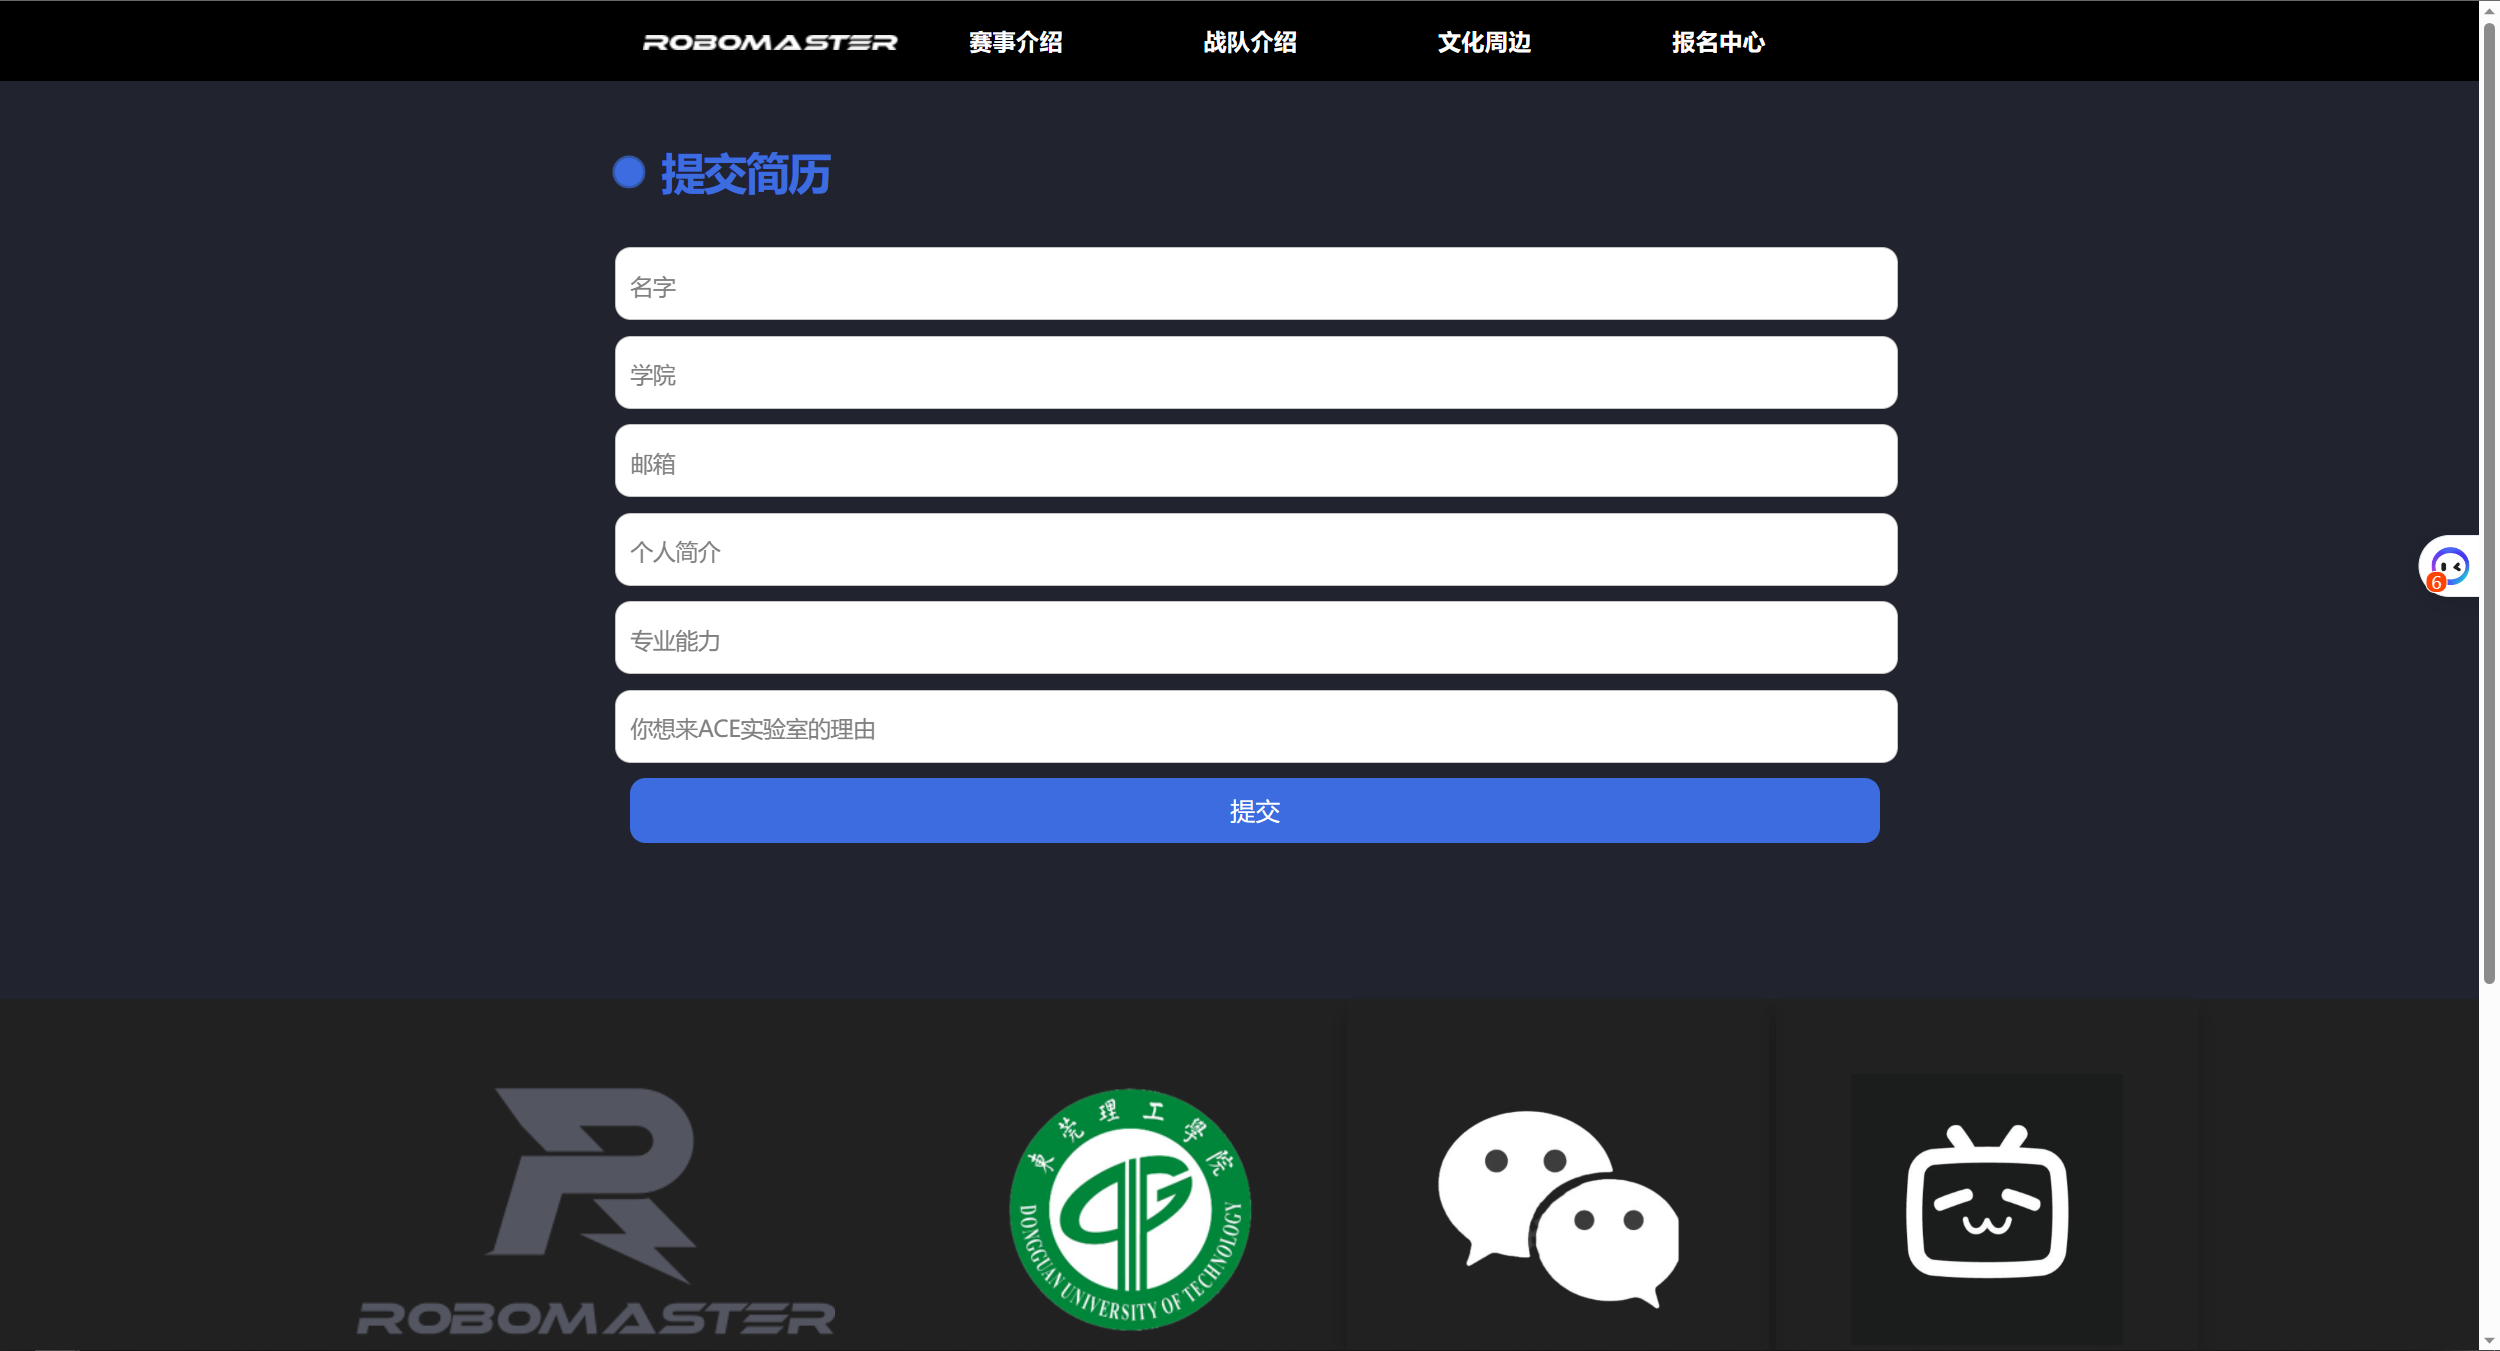 ROBOMASTER 赛事介绍 战队介绍 文化周边 报名中心
提交简历
名字
学院
邮箱
个人简介
专业能力
你想来ACE实验室的理由
提交
6
東莞理工學院
DONGGUAN UNIVERSITY OF TECHNOLOGY
ROBOMASTER